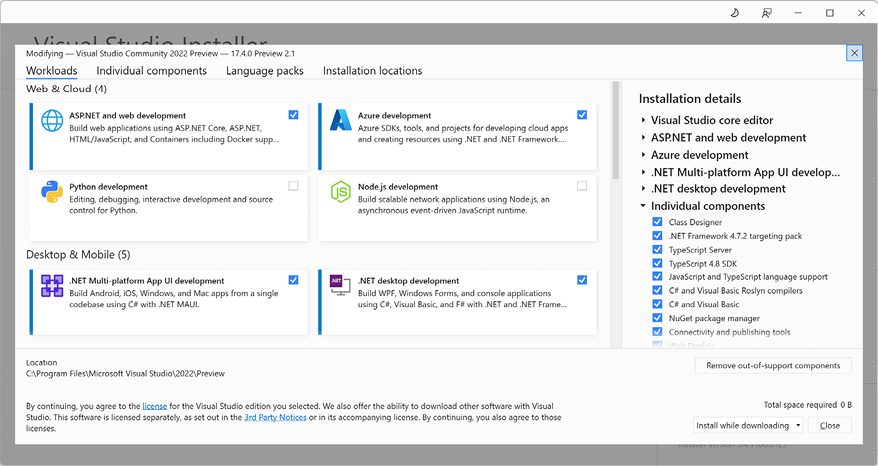 Visual Studio Installer
Modifying — Visual Studio Community 2022 Preview — 17.4.0 Preview 2.1
Workloads Individual components Language packs Installation locations
Web & Cloud (4)
ASP.NET and web development
Build web applications using ASP.NET Core, ASP.NET,
HTML/JavaScript, and Containers including Docker supp...
Azure development
Azure SDKs, tools, and projects for developing cloud apps
and creating resources using .NET and .NET Framework....
Python development
Editing, debugging, interactive development and source
control for Python.
Node.js development
Build scalable network applications using Node.js, an
asynchronous event-driven JavaScript runtime.
Desktop & Mobile (5)
.NET Multi-platform App UI development
Build Android, iOS, Windows, and Mac apps from a single
codebase using C# with .NET MAUI.
.NET
.NET desktop development
Build WPF, Windows Forms, and console applications
using C#, Visual Basic, and F# with .NET and .NET Frame...
Installation details
Visual Studio core editor
ASP.NET and web development
Azure development
.NET Multi-platform App UI develop...
.NET desktop development
Individual components
Class Designer
.NET Framework 4.7.2 targeting pack
TypeScript Server
TypeScript 4.8 SDK
JavaScript and TypeScript language support
C# and Visual Basic Roslyn compilers
C# and Visual Basic
NuGet package manager
Connectivity and publishing tools
Web Deploy
Location
C:\Program Files\Microsoft Visual Studio\2022\Preview
Remove out-of-support components
By continuing, you agree to the license for the Visual Studio edition you selected. We also offer the ability to download other software with Visual
Studio. This software is licensed separately, as set out in the 3rd Party Notices or in its accompanying license. By continuing, you also agree to those
licenses.
Total space required 0 B
Install while downloading
Close
Installer Version